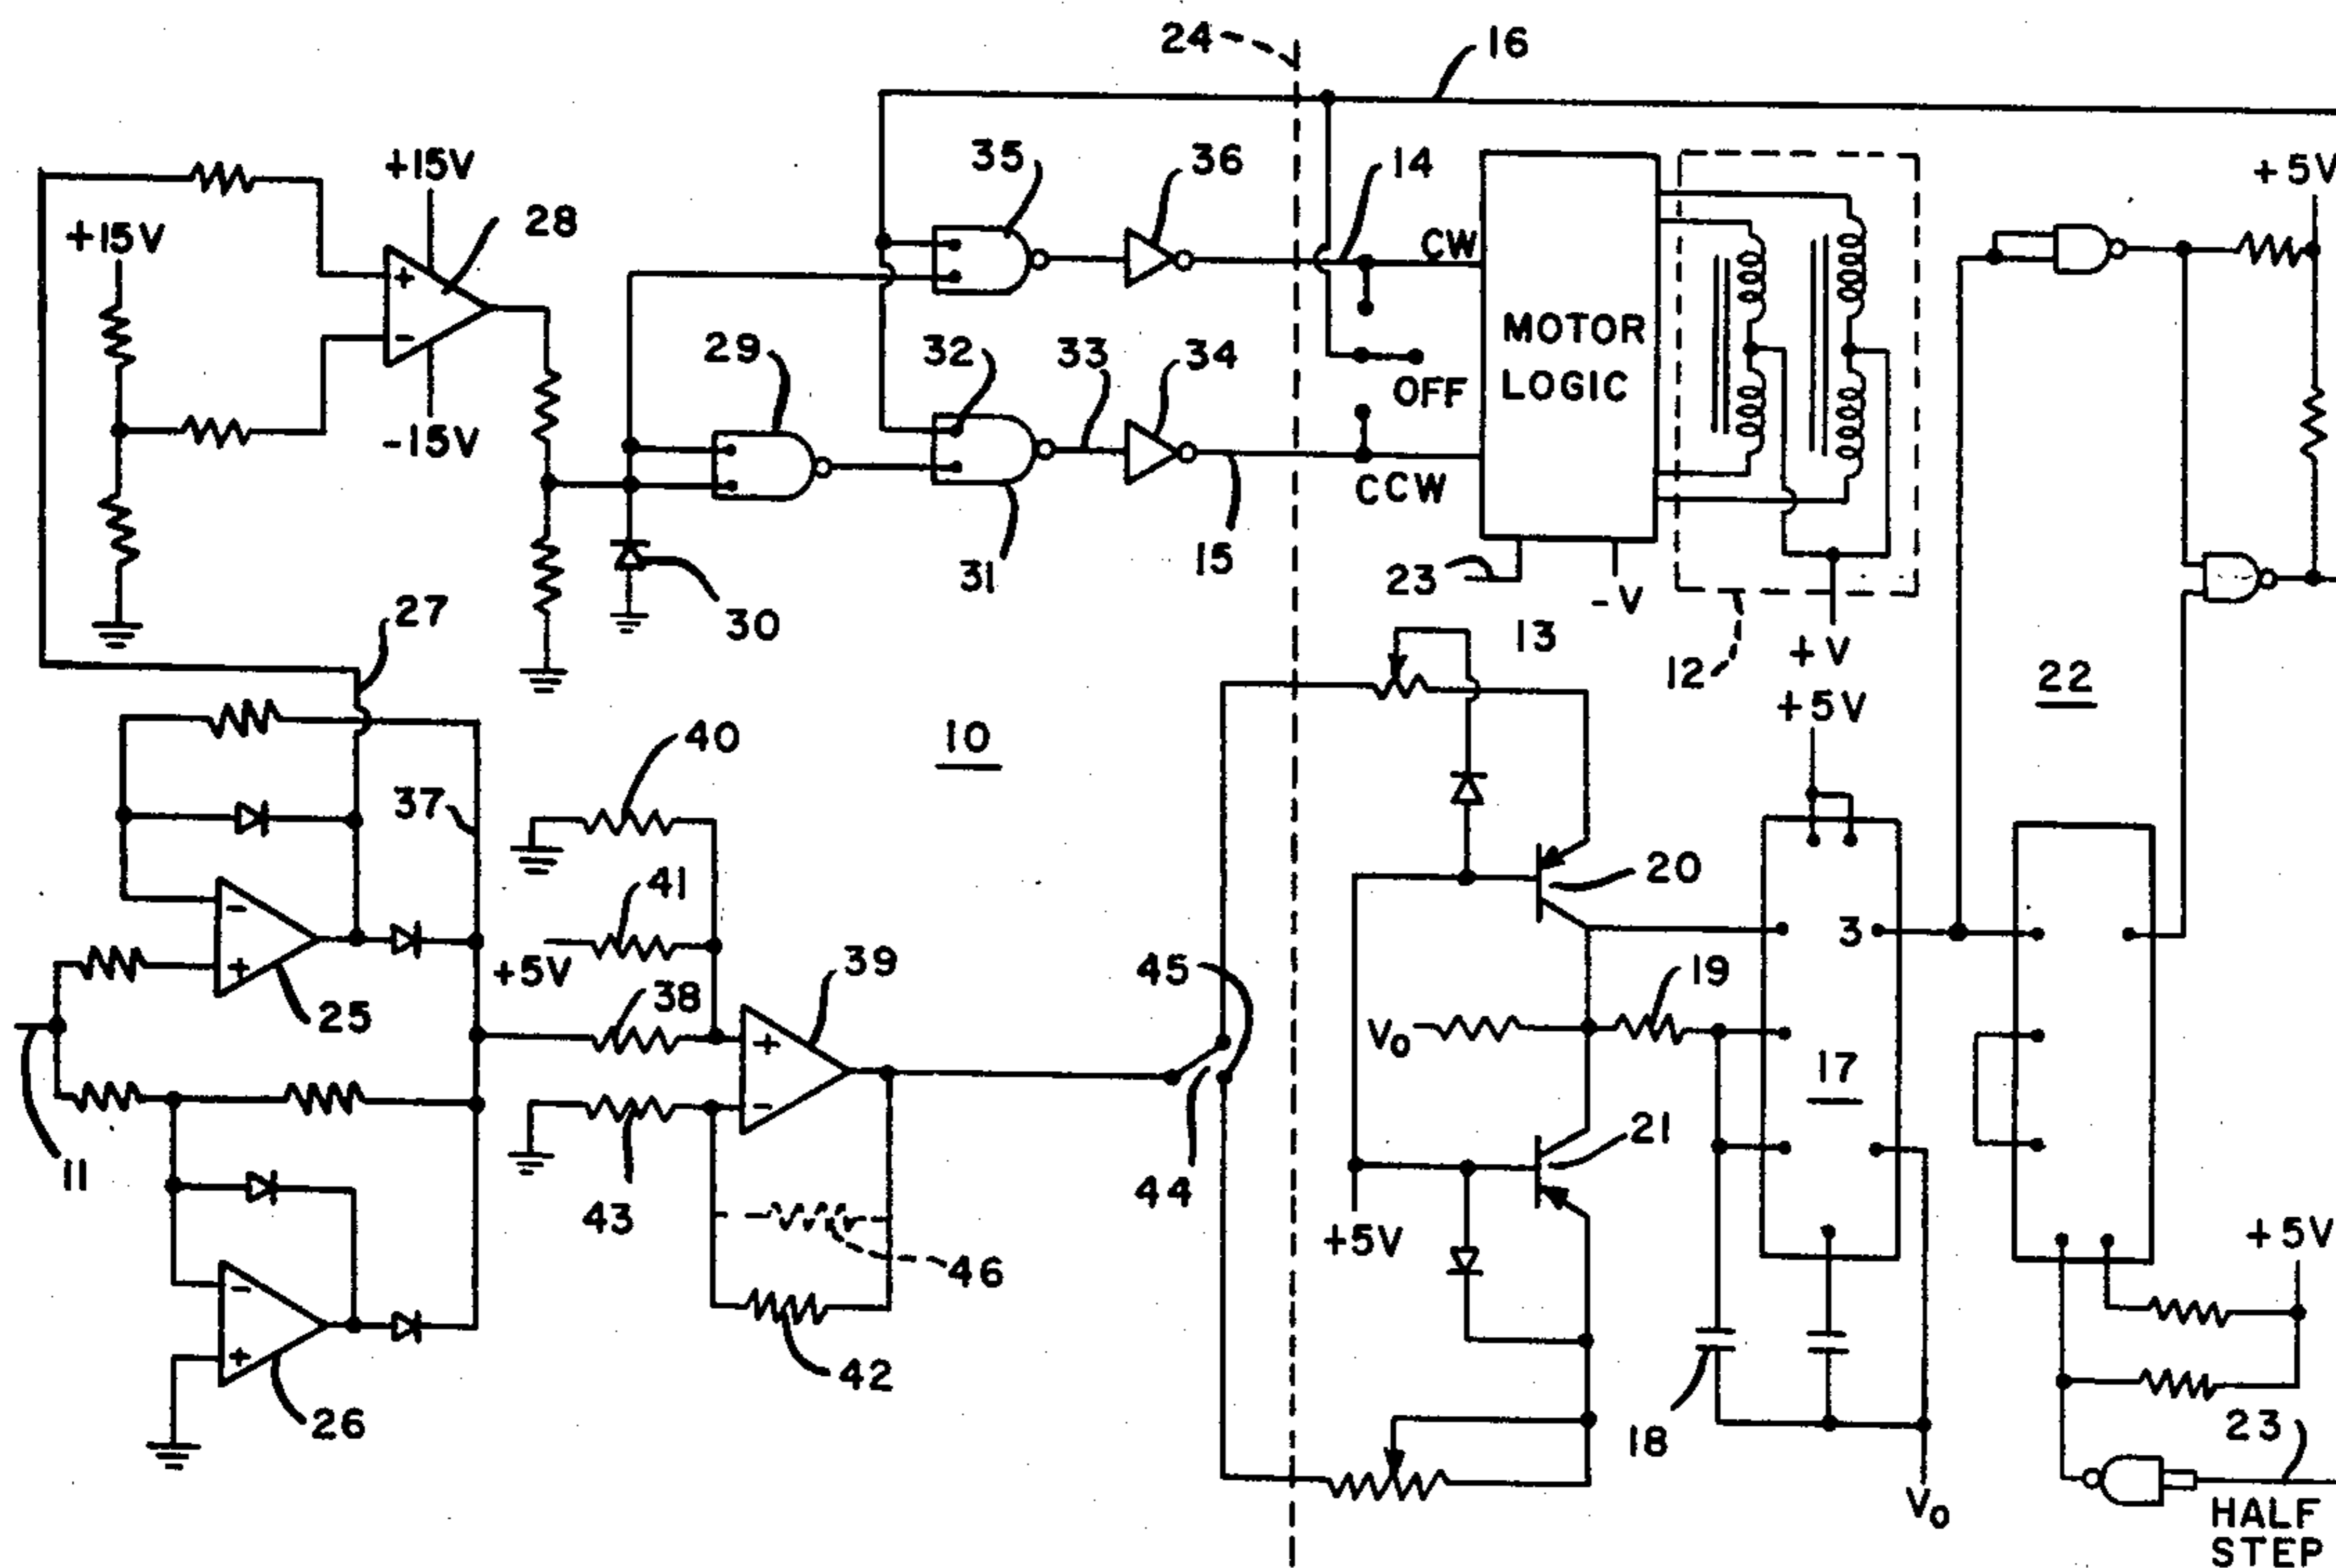 24
16
35
36
14
+15V
28
+5V
+15V
CW
+
-
29
32
33
34
MOTOR
LOGIC
OFF
-15V
CCW
31
15
23
-V
27
30
13
12
+V
22
+5V
40
10
37
41
20
-
+
+5V
3
38
39
45
19
25
V0
17
+
-
11
43
44
21
+5V
46
-
+
+5V
42
26
18
23
V0
HALF
STEP